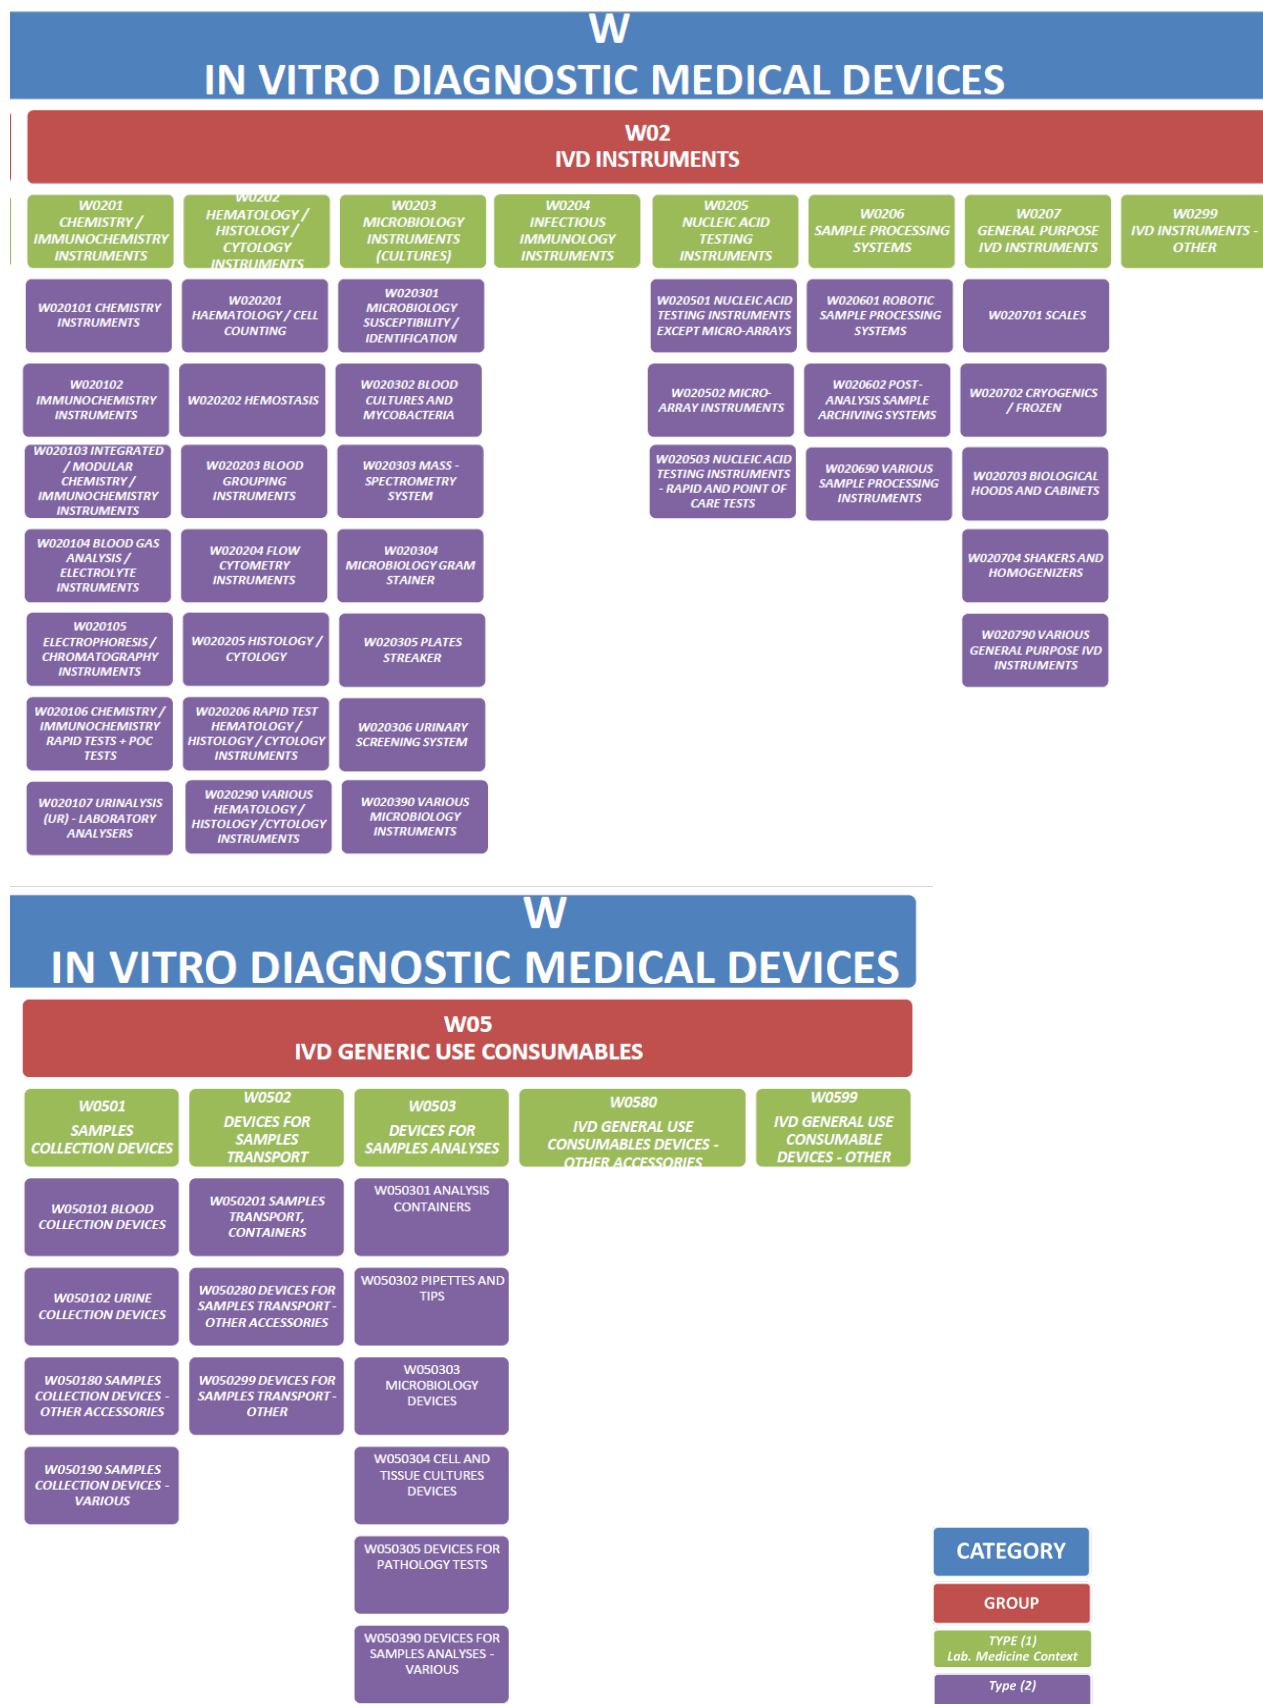 W
IN VITRO DIAGNOSTIC MEDICAL DEVICES
W02
IVD INSTRUMENTS
W0201
CHEMISTRY /
IMMUNOCHEMISTRY
INSTRUMENTS
W020101 CHEMISTRY
INSTRUMENTS
W020102
IMMUNOCHEMISTRY
INSTRUMENTS
W020103 INTEGRATED
/ MODULAR
CHEMISTRY /
IMMUNOCHEMISTRY
INSTRUMENTS
W020104 BLOOD GAS
ANALYSIS /
ELECTROLYTE
INSTRUMENTS
W020105
ELECTROPHORESIS /
CHROMATOGRAPHY
INSTRUMENTS
W020106 CHEMISTRY /
IMMUNOCHEMISTRY
RAPID TESTS + POC
TESTS
W020107 URINALYSIS
(UR) - LABORATORY
ANALYSERS
W0202
HEMATOLOGY /
HISTOLOGY /
CYTOLOGY
INSTRUMENTS
W020201
HAEMATOLOGY / CELL
COUNTING
W020202 HEMOSTASIS
W020203 BLOOD
GROUPING
INSTRUMENTS
W020204 FLOW
CYTOMETRY
INSTRUMENTS
W020205 HISTOLOGY /
CYTOLOGY
W020206 RAPID TEST
HEMATOLOGY /
HISTOLOGY / CYTOLOGY
INSTRUMENTS
W020290 VARIOUS
HEMATOLOGY /
HISTOLOGY /CYTOLOGY
INSTRUMENTS
W0203
MICROBIOLOGY
INSTRUMENTS
(CULTURES)
W020301
MICROBIOLOGY
SUSCEPTIBILITY /
IDENTIFICATION
W020302 BLOOD
CULTURES AND
MYCOBACTERIA
W020303 MASS -
SPECTROMETRY
SYSTEM
W020304
MICROBIOLOGY GRAM
STAINER
W020305 PLATES
STREAKER
W020306 URINARY
SCREENING SYSTEM
W020390 VARIOUS
MICROBIOLOGY
INSTRUMENTS
W0204
INFECTIOUS
IMMUNOLOGY
INSTRUMENTS
W0205
NUCLEIC ACID
TESTING
INSTRUMENTS
W020501 NUCLEIC ACID
TESTING INSTRUMENTS
EXCEPT MICRO-ARRAYS
W020502 MICRO-
ARRAY INSTRUMENTS
W020503 NUCLEIC ACID
TESTING INSTRUMENTS
- RAPID AND POINT OF
CARE TESTS
W0206
SAMPLE PROCESSING
SYSTEMS
W020601 ROBOTIC
SAMPLE PROCESSING
SYSTEMS
W020602 POST-
ANALYSIS SAMPLE
ARCHIVING SYSTEMS
W020690 VARIOUS
SAMPLE PROCESSING
INSTRUMENTS
W0207
GENERAL PURPOSE
IVD INSTRUMENTS
W020701 SCALES
W020702 CRYOGENICS
/ FROZEN
W020703 BIOLOGICAL
HOODS AND CABINETS
W020704 SHAKERS AND
HOMOGENIZERS
W020790 VARIOUS
GENERAL PURPOSE IVD
INSTRUMENTS
W0299
IVD INSTRUMENTS -
OTHER
W
IN VITRO DIAGNOSTIC MEDICAL DEVICES
W05
IVD GENERIC USE CONSUMABLES
W0501
SAMPLES
COLLECTION DEVICES
W050101 BLOOD
COLLECTION DEVICES
W050102 URINE
COLLECTION DEVICES
W050180 SAMPLES
COLLECTION DEVICES -
OTHER ACCESSORIES
W050190 SAMPLES
COLLECTION DEVICES -
VARIOUS
W0502
DEVICES FOR
SAMPLES
TRANSPORT
W050201 SAMPLES
TRANSPORT,
CONTAINERS
W050280 DEVICES FOR
SAMPLES TRANSPORT-
OTHER ACCESSORIES
W050299 DEVICES FOR
SAMPLES TRANSPORT-
OTHER
W0503
DEVICES FOR
SAMPLES ANALYSES
W050301 ANALYSIS
CONTAINERS
W050302 PIPETTES AND
TIPS
W050303
MICROBIOLOGY
DEVICES
W050304 CELL AND
TISSUE CULTURES
DEVICES
W050305 DEVICES FOR
PATHOLOGY TESTS
W050390 DEVICES FOR
SAMPLES ANALYSES -
VARIOUS
W0580
IVD GENERAL USE
CONSUMABLES DEVICES -
OTHER ACCESSORIES
W0599
IVD GENERAL USE
CONSUMABLE
DEVICES - OTHER
CATEGORY
GROUP
TYPE (1)
Lab. Medicine Context
Type (2)